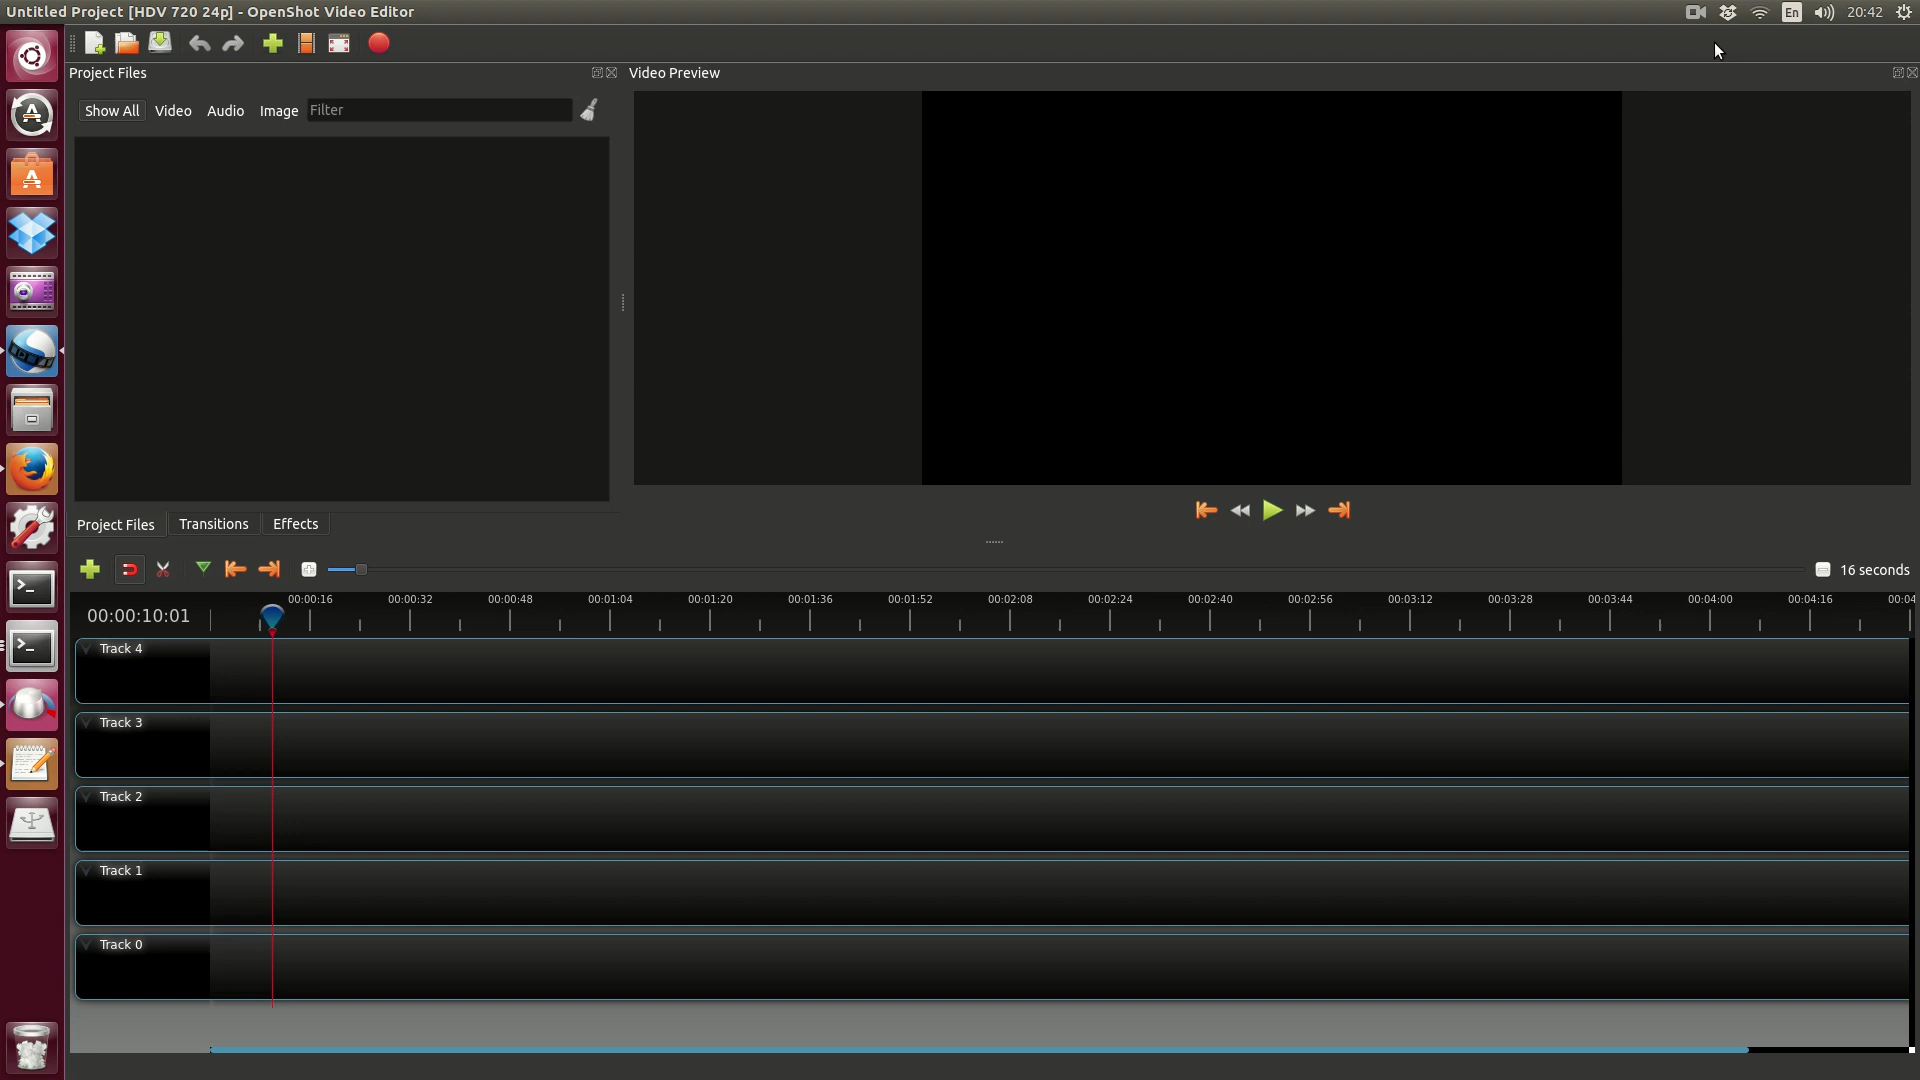 Untitled Project [HDV 720 24p] - OpenShot Video Editor
En
20:42
Project Files
Video Preview
Show All
Video
Audio
Image
Filter
Project Files
Transitions
Effects
16 seconds
00:00:10:01
00:00:16
00:00:32
00:00:48
00:01:04
00:01:20
00:01:36
00:01:52
00:02:08
00:02:24
00:02:40
00:02:56
00:03:12
00:03:28
00:03:44
00:04:00
00:04:16
00:04
Track 4
Track 3
Track 2
Track 1
Track 0